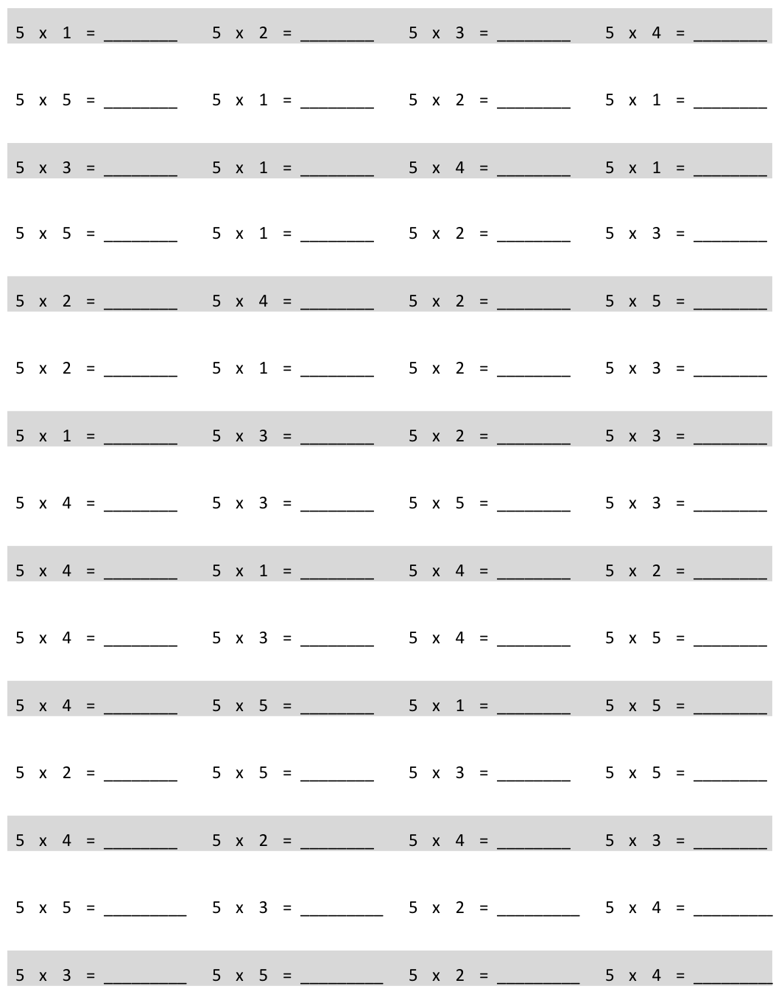 5 x 1 = ________ 5 x 2 = ________ 5 x 3 = ________ 5 x 4 = ________
5 x 5 = ________ 5 x 1 = ________ 5 x 2 = ________ 5 x 1 = ________
5 x 3 = ________ 5 x 1 = ________ 5 x 4 = ________ 5 x 1 = ________
5 x 5 = ________ 5 x 1 = ________ 5 x 2 = ________ 5 x 3 = ________
5 x 2 = ________ 5 x 4 = ________ 5 x 2 = ________ 5 x 5 = ________
5 x 2 = ________ 5 x 1 = ________ 5 x 2 = ________ 5 x 3 = ________
5 x 1 = ________ 5 x 3 = ________ 5 x 2 = ________ 5 x 3 = ________
5 x 4 = ________ 5 x 3 = ________ 5 x 5 = ________ 5 x 3 = ________
5 x 4 = ________ 5 x 1 = ________ 5 x 4 = ________ 5 x 2 = ________
5 x 4 = ________ 5 x 3 = ________ 5 x 4 = ________ 5 x 5 = ________
5 x 4 = ________ 5 x 5 = ________ 5 x 1 = ________ 5 x 5 = ________
5 x 2 = ________ 5 x 5 = ________ 5 x 3 = ________ 5 x 5 = ________
5 x 4 = ________ 5 x 2 = ________ 5 x 4 = ________ 5 x 3 = ________
5 x 5 = _________ 5 x 3 = _________ 5 x 2 = _________ 5 x 4 = _________
5 x 3 = _________ 5 x 5 = _________ 5 x 2 = _________ 5 x 4 = _________